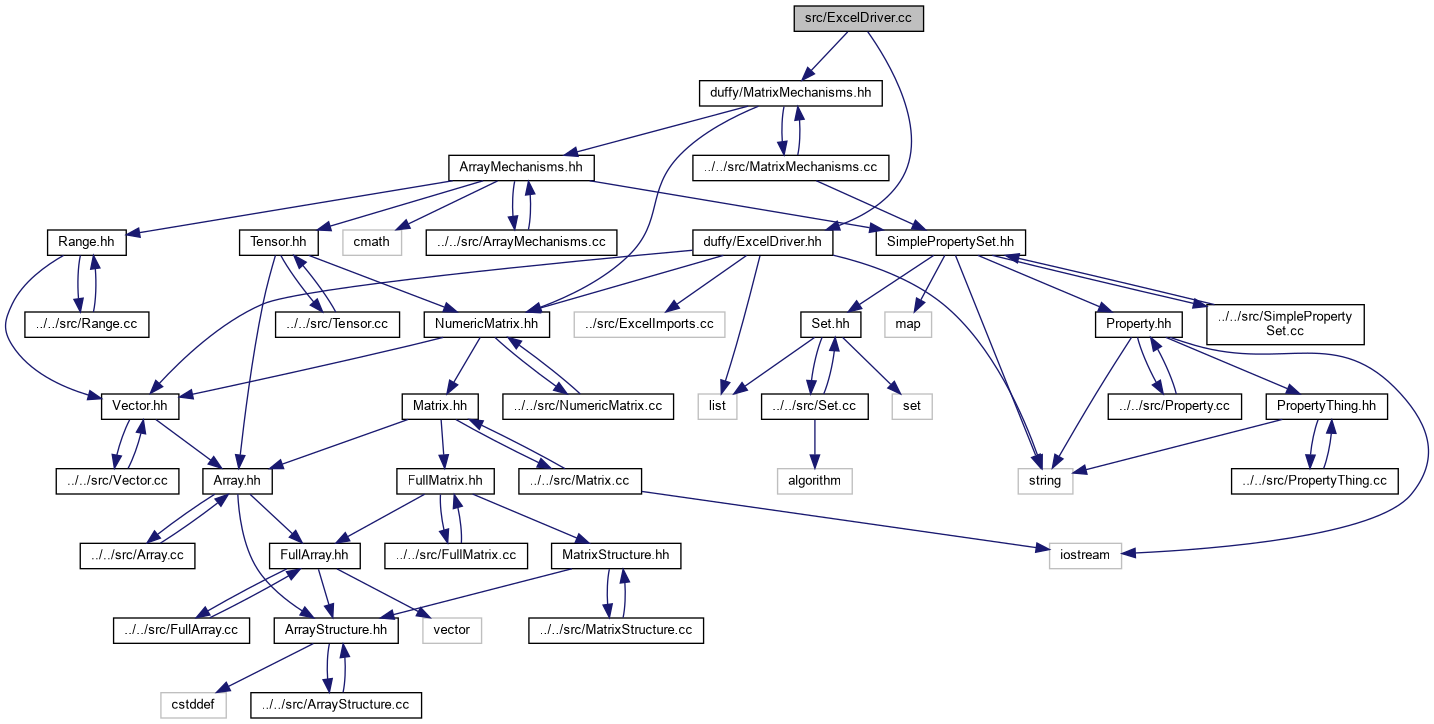 src/ExcelDriver.cc
duffy/MatrixMechanisms.hh
ArrayMechanisms.hh
../../src/MatrixMechanisms.cc
Range.hh
Tensor.hh
cmath
../../src/ArrayMechanisms.cc
duffy/ExcelDriver.hh
SimplePropertySet.hh
../../src/Range.cc
../../src/Tensor.cc
NumericMatrix.hh
../src/ExcelImports.cc
Set.hh
map
Property.hh
../../src/SimpleProperty
Set.cc
Vector.hh
Matrix.hh
../../src/NumericMatrix.cc
list
../../src/Set.cc
set
../../src/Property.cc
PropertyThing.hh
../../src/Vector.cc
Array.hh
FullMatrix.hh
../../src/Matrix.cc
algorithm
string
../../src/PropertyThing.cc
../../src/Array.cc
FullArray.hh
../../src/FullMatrix.cc
MatrixStructure.hh
iostream
../../src/FullArray.cc
ArrayStructure.hh
vector
../../src/MatrixStructure.cc
cstddef
../../src/ArrayStructure.cc